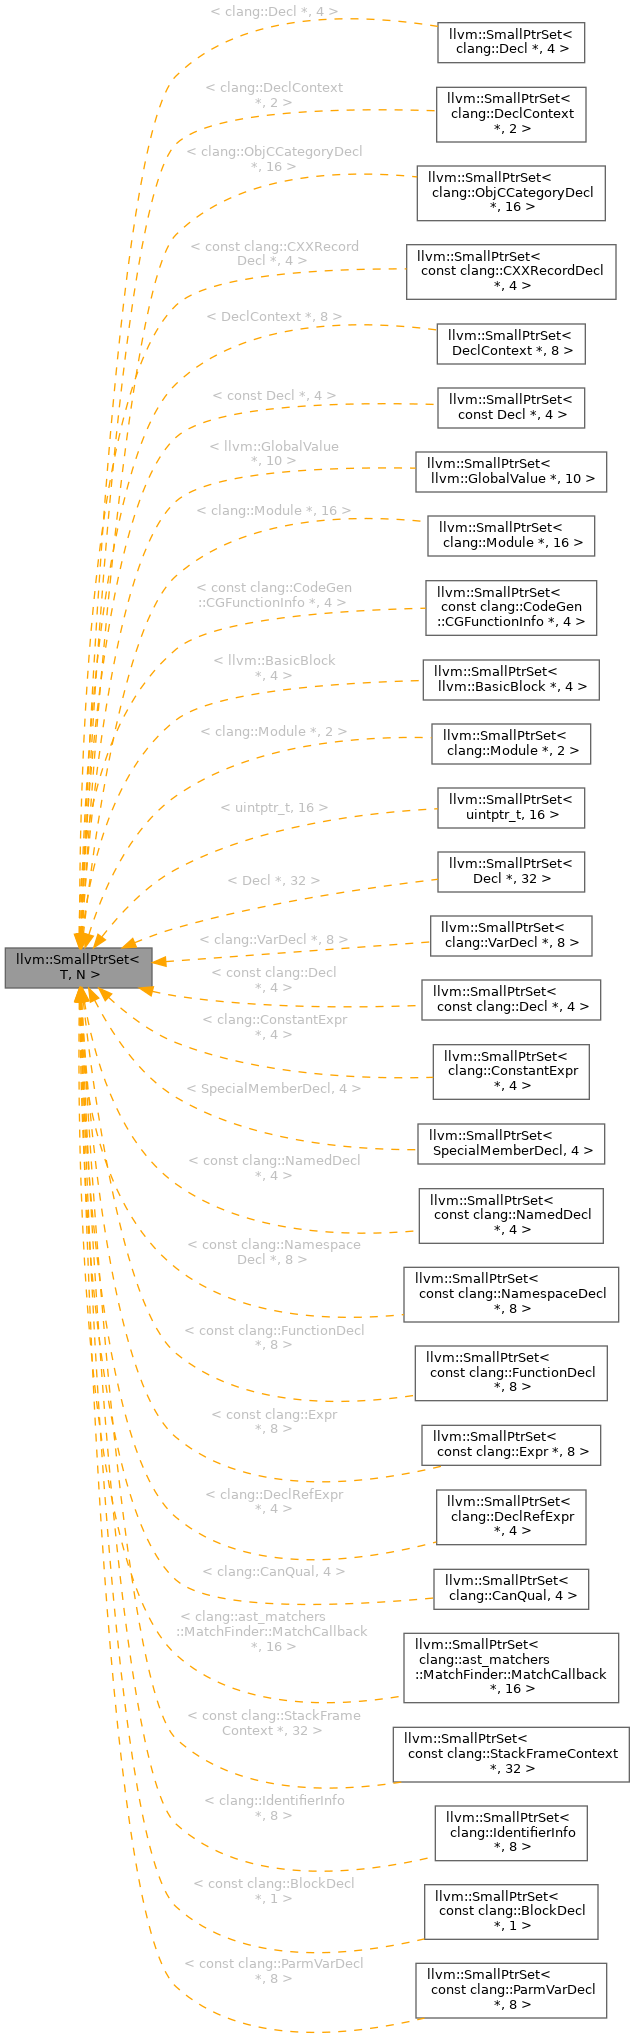 < clang::Decl *, 4 >
llvm::SmallPtrSet<
clang::Decl *, 4 >
< clang::DeclContext
*, 2 >
llvm::SmallPtrSet<
clang::DeclContext
*, 2 >
< clang::ObjCCategoryDecl
*, 16 >
llvm::SmallPtrSet<
clang::ObjCCategoryDecl
*, 16 >
< const clang::CXXRecord
Decl *, 4 >
llvm::SmallPtrSet<
const clang::CXXRecordDecl
*, 4 >
< DeclContext *, 8 >
llvm::SmallPtrSet<
DeclContext *, 8 >
< const Decl *, 4 >
llvm::SmallPtrSet<
const Decl *, 4 >
< llvm::GlobalValue
*, 10 >
llvm::SmallPtrSet<
llvm::GlobalValue *, 10 >
< clang::Module *, 16 >
llvm::SmallPtrSet<
clang::Module *, 16 >
< const clang::CodeGen
::CGFunctionInfo *, 4 >
llvm::SmallPtrSet<
const clang::CodeGen
::CGFunctionInfo *, 4 >
< llvm::BasicBlock
*, 4 >
llvm::SmallPtrSet<
llvm::BasicBlock *, 4 >
< clang::Module *, 2 >
llvm::SmallPtrSet<
clang::Module *, 2 >
< uintptr_t, 16 >
llvm::SmallPtrSet<
uintptr_t, 16 >
< Decl *, 32 >
llvm::SmallPtrSet<
Decl *, 32 >
< clang::VarDecl *, 8 >
llvm::SmallPtrSet<
clang::VarDecl *, 8 >
llvm::SmallPtrSet<
T, N >
< const clang::Decl
*, 4 >
llvm::SmallPtrSet<
const clang::Decl *, 4 >
< clang::ConstantExpr
*, 4 >
llvm::SmallPtrSet<
clang::ConstantExpr
*, 4 >
< SpecialMemberDecl, 4 >
llvm::SmallPtrSet<
SpecialMemberDecl, 4 >
< const clang::NamedDecl
*, 4 >
llvm::SmallPtrSet<
const clang::NamedDecl
*, 4 >
< const clang::Namespace
Decl *, 8 >
llvm::SmallPtrSet<
const clang::NamespaceDecl
*, 8 >
< const clang::FunctionDecl
*, 8 >
llvm::SmallPtrSet<
const clang::FunctionDecl
*, 8 >
< const clang::Expr
*, 8 >
llvm::SmallPtrSet<
const clang::Expr *, 8 >
< clang::DeclRefExpr
*, 4 >
llvm::SmallPtrSet<
clang::DeclRefExpr
*, 4 >
< clang::CanQual, 4 >
llvm::SmallPtrSet<
clang::CanQual, 4 >
< clang::ast_matchers
::MatchFinder::MatchCallback
*, 16 >
llvm::SmallPtrSet<
clang::ast_matchers
::MatchFinder::MatchCallback
*, 16 >
< const clang::StackFrame
Context *, 32 >
llvm::SmallPtrSet<
const clang::StackFrameContext
*, 32 >
< clang::IdentifierInfo
*, 8 >
llvm::SmallPtrSet<
clang::IdentifierInfo
*, 8 >
< const clang::BlockDecl
*, 1 >
llvm::SmallPtrSet<
const clang::BlockDecl
*, 1 >
< const clang::ParmVarDecl
*, 8 >
llvm::SmallPtrSet<
const clang::ParmVarDecl
*, 8 >